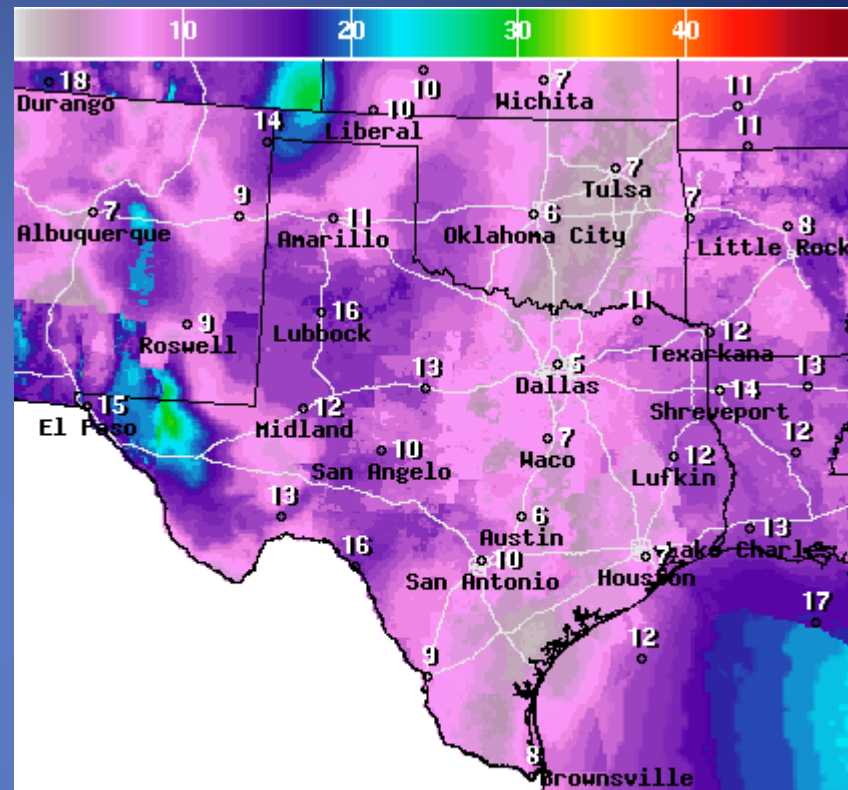 10 20 30 40
18 10 7 11
Durango Wichita
10
Liberal
14 11
7
Tulsa
7 9 11 6 7 8
Albuquerque Amarillo Oklahoma City Little Rock
9 16 11 12
Roswell Lubbock Texarkana
13 5 14 13
Dallas Shreveport
15 12
El Paso Midland
10 7 12 12
San Angelo Waco Lufkin
13 6 13
Austin
16 10 Lake Charles
San Antonio Houston
17
9 12
8
Brownsville